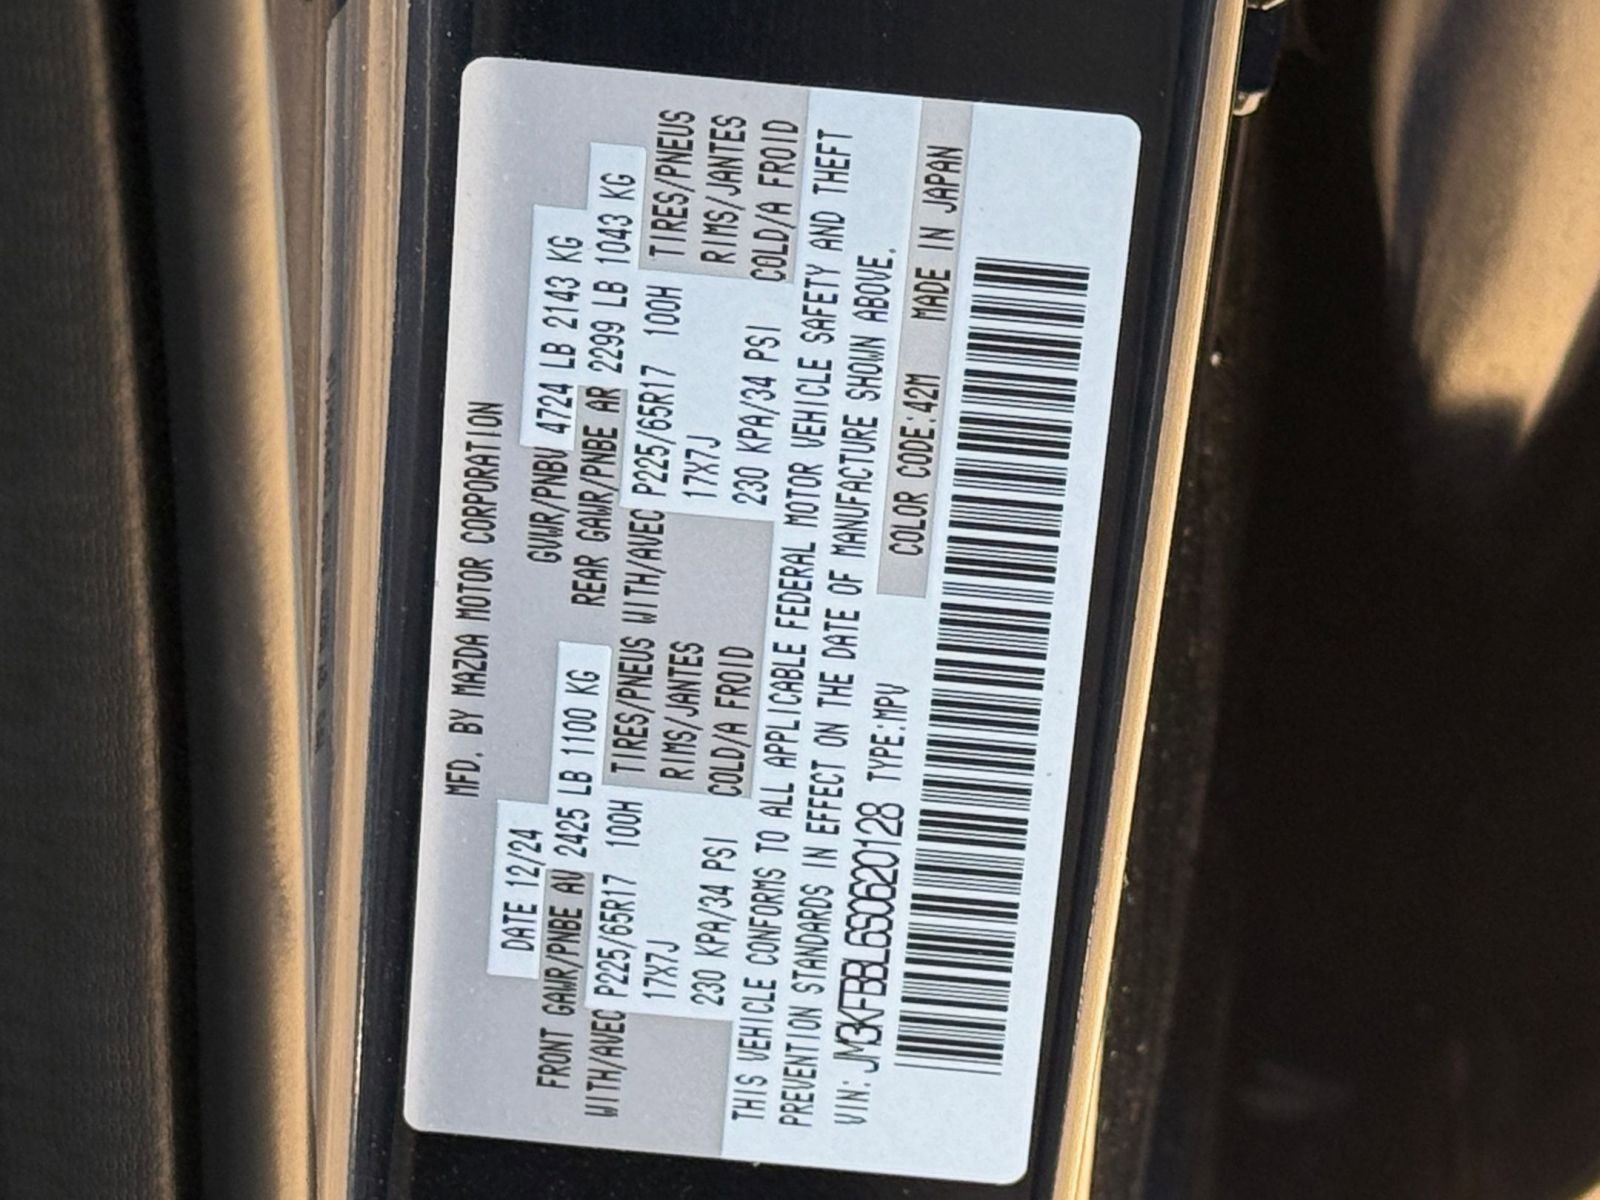 MFD. BY MAZDA MOTOR CORPORATION
DATE 12/24 GVWR/PNBV 4724 LB 2143 KG
FRONT GAWR/PNBE AV 2425 LB 1100 KG REAR GAWR/PNBE AR 2299 LB 1043 KG
WITH/AVEC P225/65R17 100H TIRES/PNEUS WITH/AVEC P225/65R17 100H TIRES/PNEUS
17X7J RIMS/JANTES 17X7J RIMS/JANTES
230 KPA/34 PSI COLD/A FROID 230 KPA/34 PSI COLD/A FROID
THIS VEHICLE CONFORMS TO ALL APPLICABLE FEDERAL MOTOR VEHICLE SAFETY AND THEFT
PREVENTION STANDARDS IN EFFECT ON THE DATE OF MANUFACTURE SHOWN ABOVE.
VIN: JM3KFBBL6S0620128 TYPE:MPV COLOR CODE:42M MADE IN JAPAN